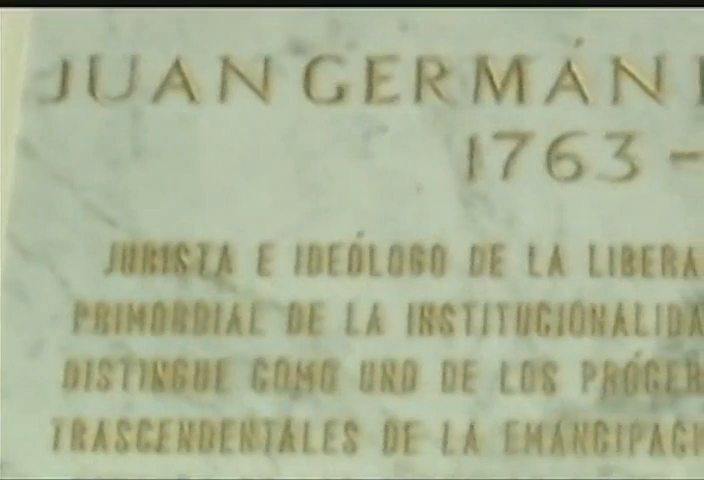 JUAN GERMÁN
1763 -
JURISTA E IDEÓLOGO DE LA LIBERA
PRIMORDIAL DE LA INSTITUCIONALIDA
DISTINGUE COMO UNO DE LOS PRÓCER
TRASCENDENTALES DE LA EMANCIPACI